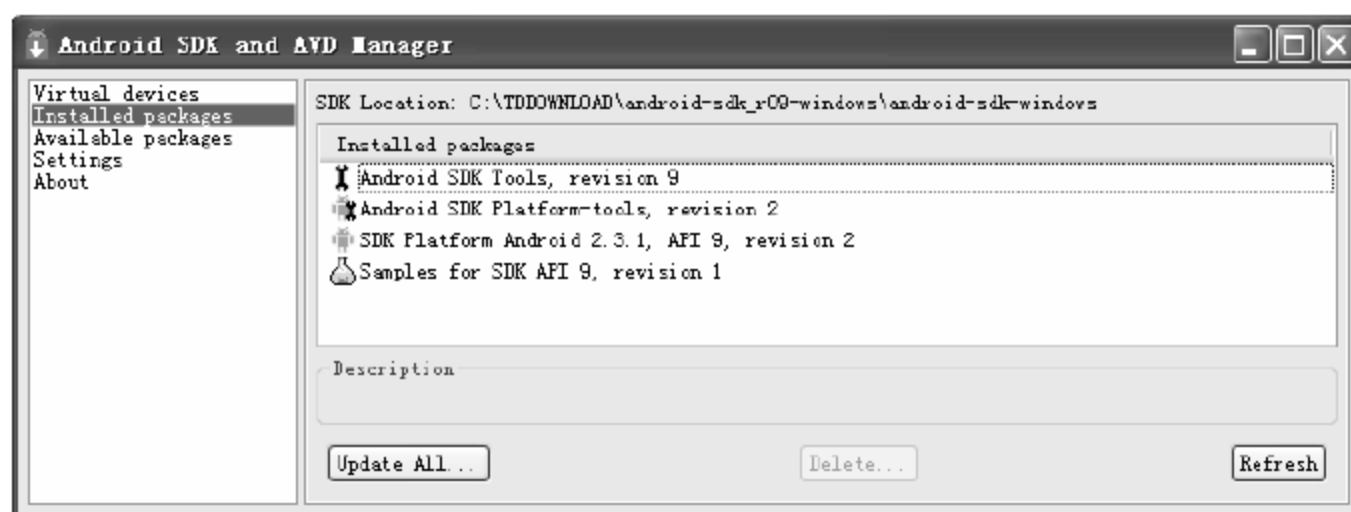 Android SDK and AVD Manager
Virtual devices
Installed packages
Available packages
Settings
About
SDK Location: C:\TDDOWNLOAD\android-sdk_r09-windows\android-sdk-windows
Installed packages
Android SDK Tools, revision 9
Android SDK Platform-tools, revision 2
SDK Platform Android 2.3.1, API 9, revision 2
Samples for SDK API 9, revision 1
Description
Update All...
Delete...
Refresh